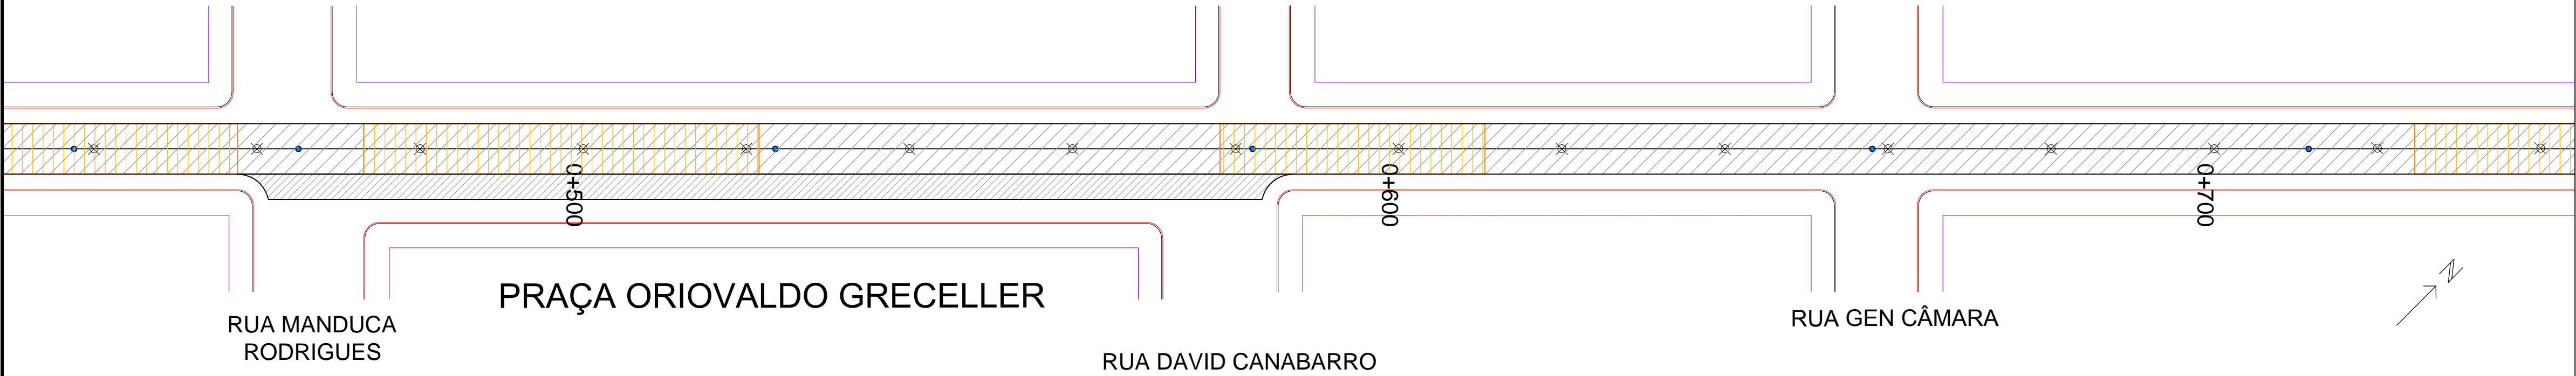 0+500
0+600
0+700
PRAÇA ORIOVALDO GRECELLER
RUA MANDUCA
RODRIGUES
RUA DAVID CANABARRO
RUA GEN CÂMARA
N